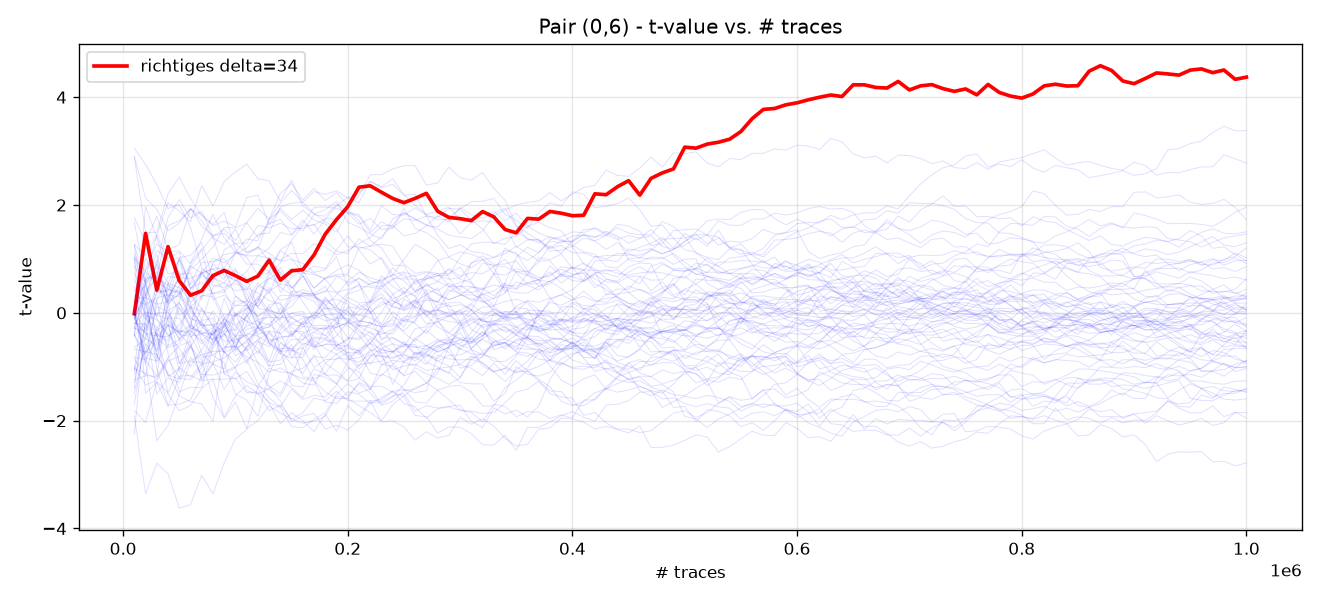 Pair (0,6) - t-value vs. # traces
richtiges delta=34
t-value
4
2
0
−2
−4
0.0 0.2 0.4 0.6 0.8 1.0
1e6
# traces